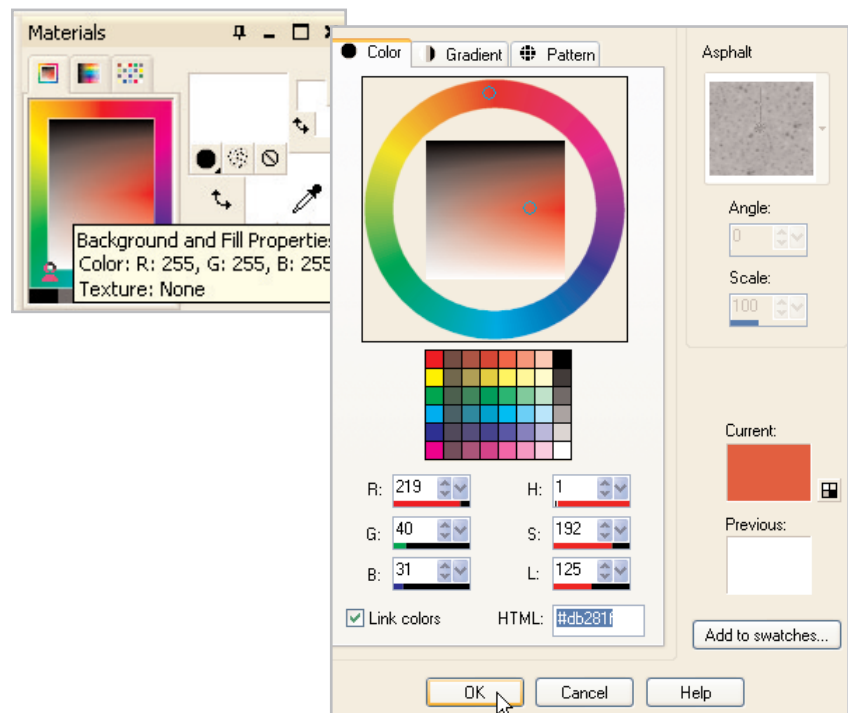 Materials
Background and Fill Properties
Color: R: 255, G: 255, B: 255
Texture: None
Color
Gradient
Pattern
Asphalt
Angle:
0
Scale:
100
R: 219
H: 1
G: 40
S: 192
B: 31
L: 125
Link colors
HTML: #db281f
Current:
Previous:
Add to swatches...
OK
Cancel
Help